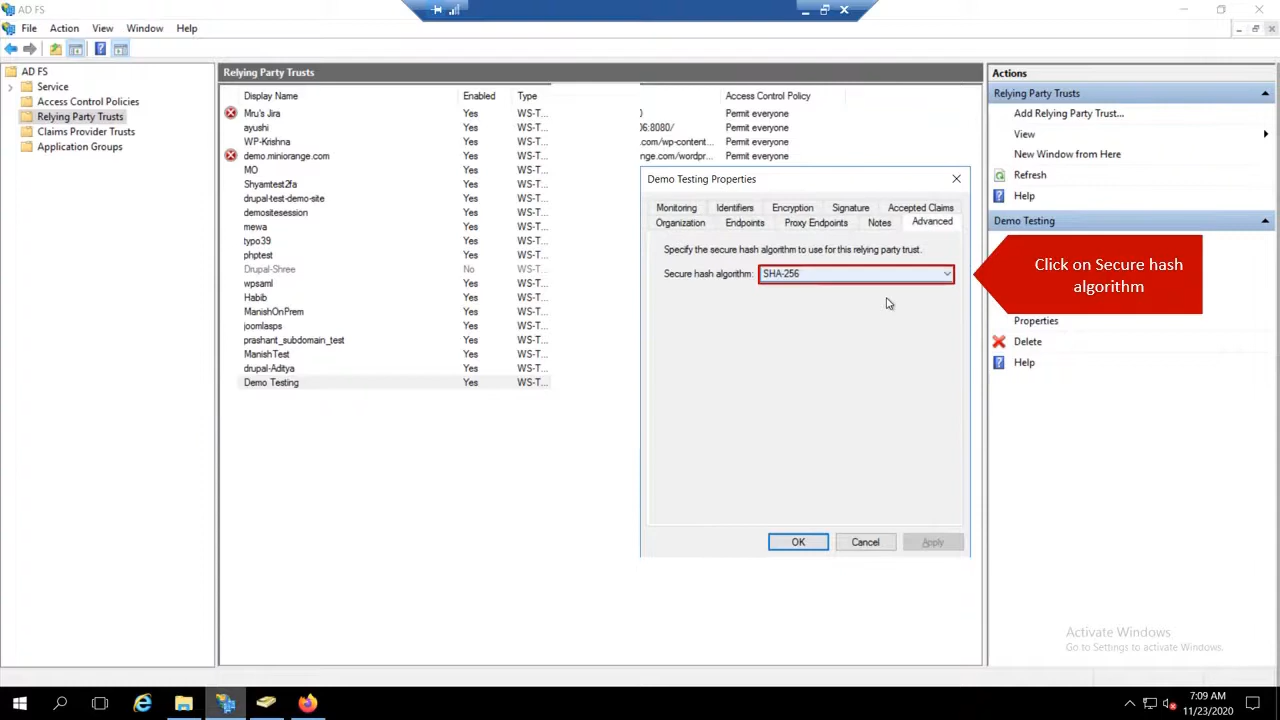 AD FS
File Action View Window Help
AD FS
Service
Access Control Policies
Relying Party Trusts
Claims Provider Trusts
Application Groups
Relying Party Trusts
Display Name Enabled Type Access Control Policy
Mru's Jira Yes WS-T... 0 Permit everyone
ayushi Yes WS-T... 06:8080/ Permit everyone
WP-Krishna Yes WS-T... .com/wp-content... Permit everyone
demo.miniorange.com Yes WS-T... nge.com/wordpr... Permit everyone
MO Yes WS-T...
Shyamtest2fa Yes WS-T...
drupal-test-demo-site Yes WS-T...
demositesession Yes WS-T...
mewa Yes WS-T...
typo39 Yes WS-T...
phptest Yes WS-T...
Drupal-Shree No WS-T...
wpsaml Yes WS-T...
Habib Yes WS-T...
ManishOnPrem Yes WS-T...
joomlasps Yes WS-T...
prashant_subdomain_test Yes WS-T...
ManishTest Yes WS-T...
drupal-Aditya Yes WS-T...
Demo Testing Yes WS-T...
Demo Testing Properties
Monitoring Identifiers Encryption Signature Accepted Claims
Organization Endpoints Proxy Endpoints Notes Advanced
Specify the secure hash algorithm to use for this relying party trust.
Secure hash algorithm: SHA-256
OK Cancel Apply
Actions
Relying Party Trusts
Add Relying Party Trust...
View
New Window from Here
Refresh
Help
Demo Testing
Click on Secure hash
algorithm
Properties
Delete
Help
Activate Windows
Go to Settings to activate Windows.
7:09 AM
11/23/2020